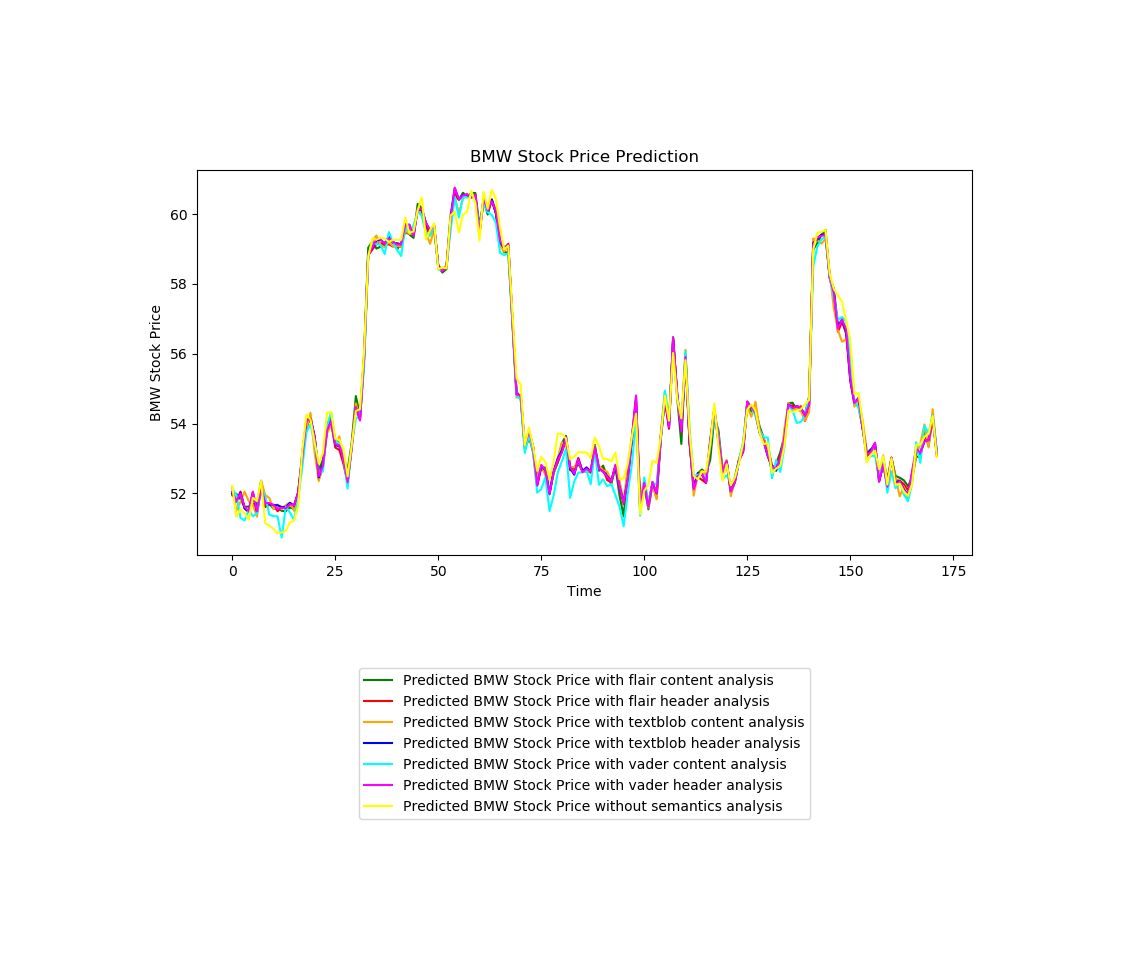 BMW Stock Price Prediction
BMW Stock Price
60
58
56
54
52
0 25 50 75 100 125 150 175
Time
Predicted BMW Stock Price with flair content analysis
Predicted BMW Stock Price with flair header analysis
Predicted BMW Stock Price with textblob content analysis
Predicted BMW Stock Price with textblob header analysis
Predicted BMW Stock Price with vader content analysis
Predicted BMW Stock Price with vader header analysis
Predicted BMW Stock Price without semantics analysis